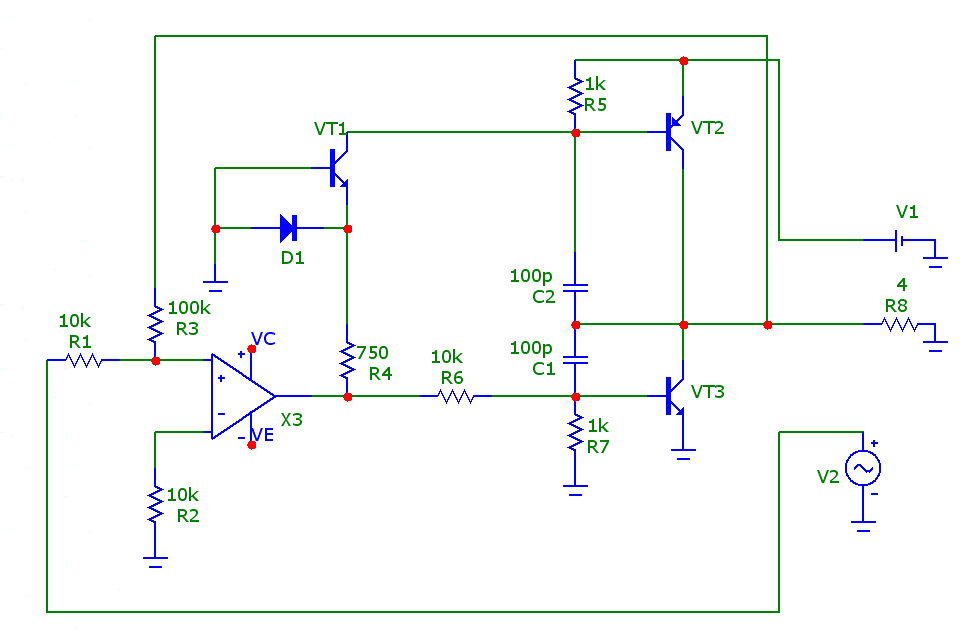 1k
R5
VT1
VT2
V1
D1
100p
C2
4
R8
10k
R1
100k
R3
VC
+
+
-
- VE
X3
750
R4
10k
R6
100p
C1
VT3
1k
R7
10k
R2
V2
+
-